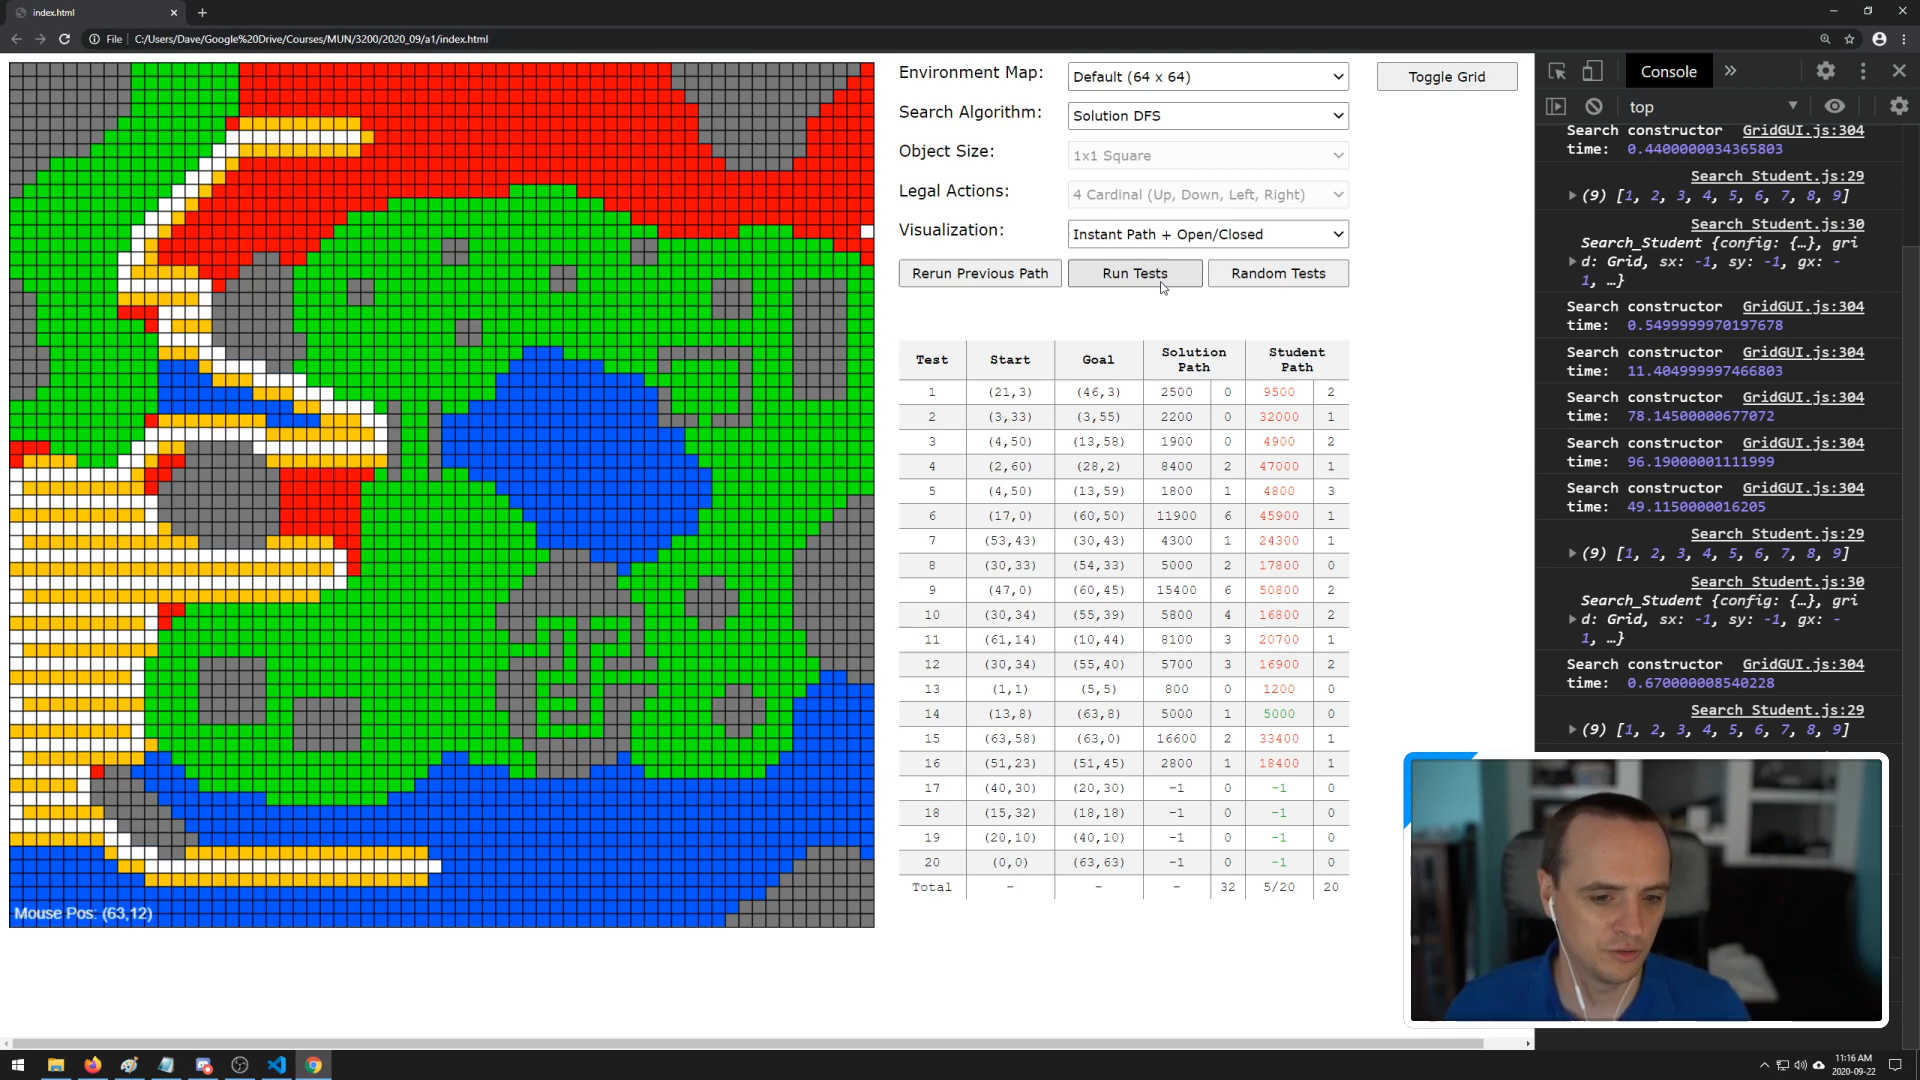 index.html
File
C:/Users/Dave/Google%20Drive/Courses/MUN/3200/2020_09/a1/index.html
Environment Map:
Default (64 x 64)
Toggle Grid
Search Algorithm:
Solution DFS
Object Size:
1x1 Square
Legal Actions:
4 Cardinal (Up, Down, Left, Right)
Visualization:
Instant Path + Open/Closed
Rerun Previous Path
Run Tests
Random Tests
Test Start Goal Solution Path Student Path
1 (21,3) (46,3) 2500 0 9500 2
2 (3,33) (3,55) 2200 0 32000 1
3 (4,50) (13,58) 1900 0 4900 2
4 (2,60) (28,2) 8400 2 47000 1
5 (4,50) (13,59) 1800 1 4800 3
6 (17,0) (60,50) 11900 6 45900 1
7 (53,43) (30,43) 4300 1 24300 1
8 (30,33) (54,33) 5000 2 17800 0
9 (47,0) (60,45) 15400 6 50800 2
10 (30,34) (55,39) 5800 4 16800 2
11 (61,14) (10,44) 8100 3 20700 1
12 (30,34) (55,40) 5700 3 16900 2
13 (1,1) (5,5) 800 0 1200 0
14 (13,8) (63,8) 5000 1 5000 0
15 (63,58) (63,0) 16600 2 33400 1
16 (51,23) (51,45) 2800 1 18400 1
17 (40,30) (20,30) -1 0 -1 0
18 (15,32) (18,18) -1 0 -1 0
19 (20,10) (40,10) -1 0 -1 0
20 (0,0) (63,63) -1 0 -1 0
Total - - - 32 5/20 20
Mouse Pos: (63,12)
Console
top
Search constructor GridGUI.js:304
time: 0.4400000034365803
Search Student.js:29
(9) [1, 2, 3, 4, 5, 6, 7, 8, 9]
Search Student.js:30
Search_Student {config: {…}, gri
d: Grid, sx: -1, sy: -1, gx: -
1, …}
Search constructor GridGUI.js:304
time: 0.5499999970197678
Search constructor GridGUI.js:304
time: 11.404999997466803
Search constructor GridGUI.js:304
time: 78.14500000677072
Search constructor GridGUI.js:304
time: 96.19000001111999
Search constructor GridGUI.js:304
time: 49.1150000016205
Search Student.js:29
(9) [1, 2, 3, 4, 5, 6, 7, 8, 9]
Search Student.js:30
Search_Student {config: {…}, gri
d: Grid, sx: -1, sy: -1, gx: -
1, …}
Search constructor GridGUI.js:304
time: 0.670000008540228
Search Student.js:29
(9) [1, 2, 3, 4, 5, 6, 7, 8, 9]
11:16 AM
2020-09-22